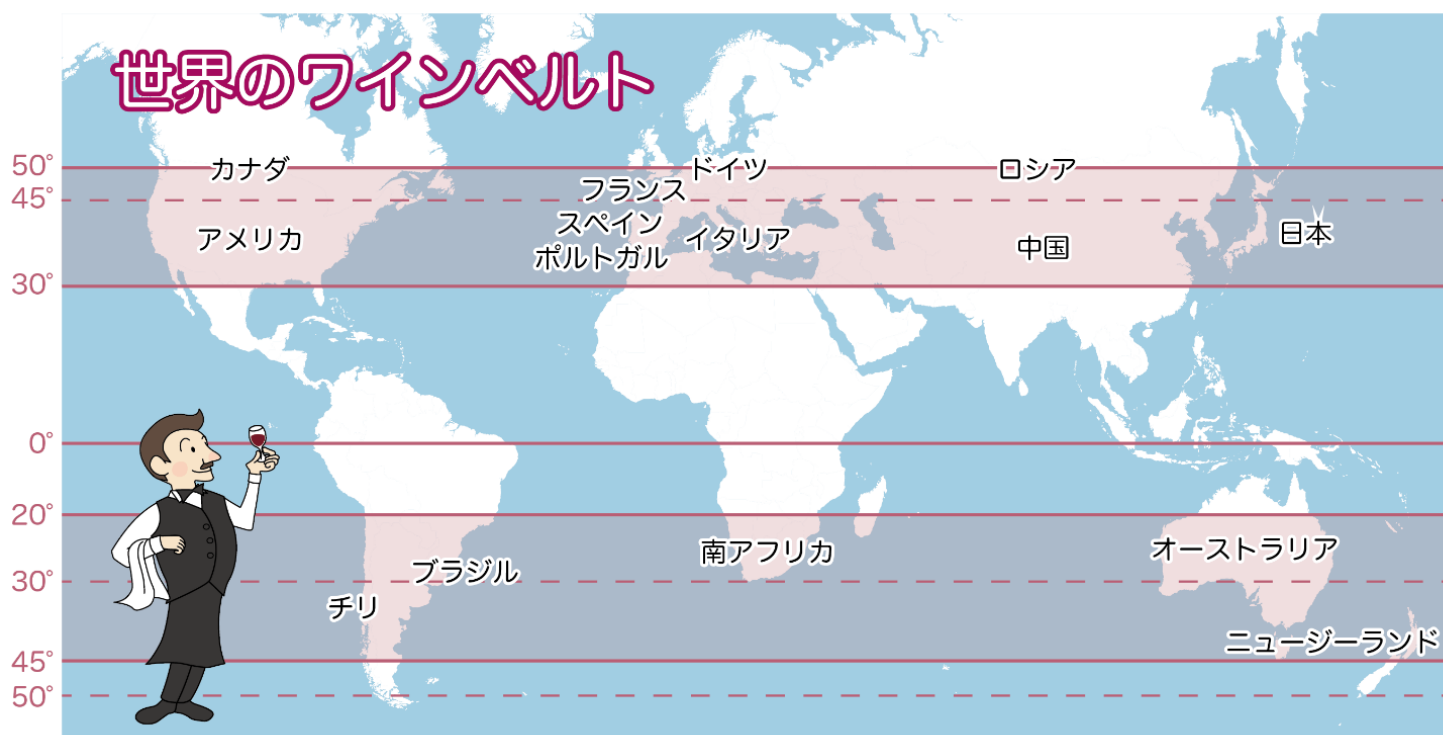 世界のワインベルト
50°
カナダ
ドイツ
ロシア
45°
フランス
スペイン
ポルトガル
アメリカ
イタリア
中国
日本
30°
0°
20°
南アフリカ
オーストラリア
30°
ブラジル
チリ
ニュージーランド
45°
50°